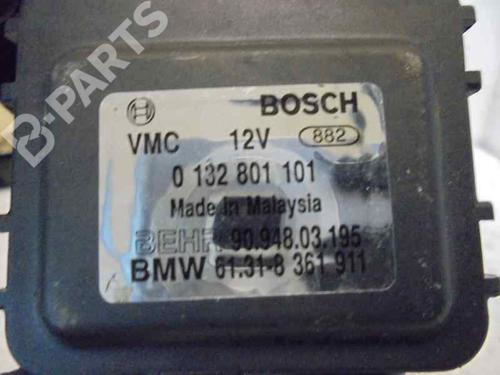 B-PARTS
BOSCH
VMC 12V 882
0 132 801 101
Made in Malaysia
BEHR 90.948.03.195
BMW 61.31-8 361 911